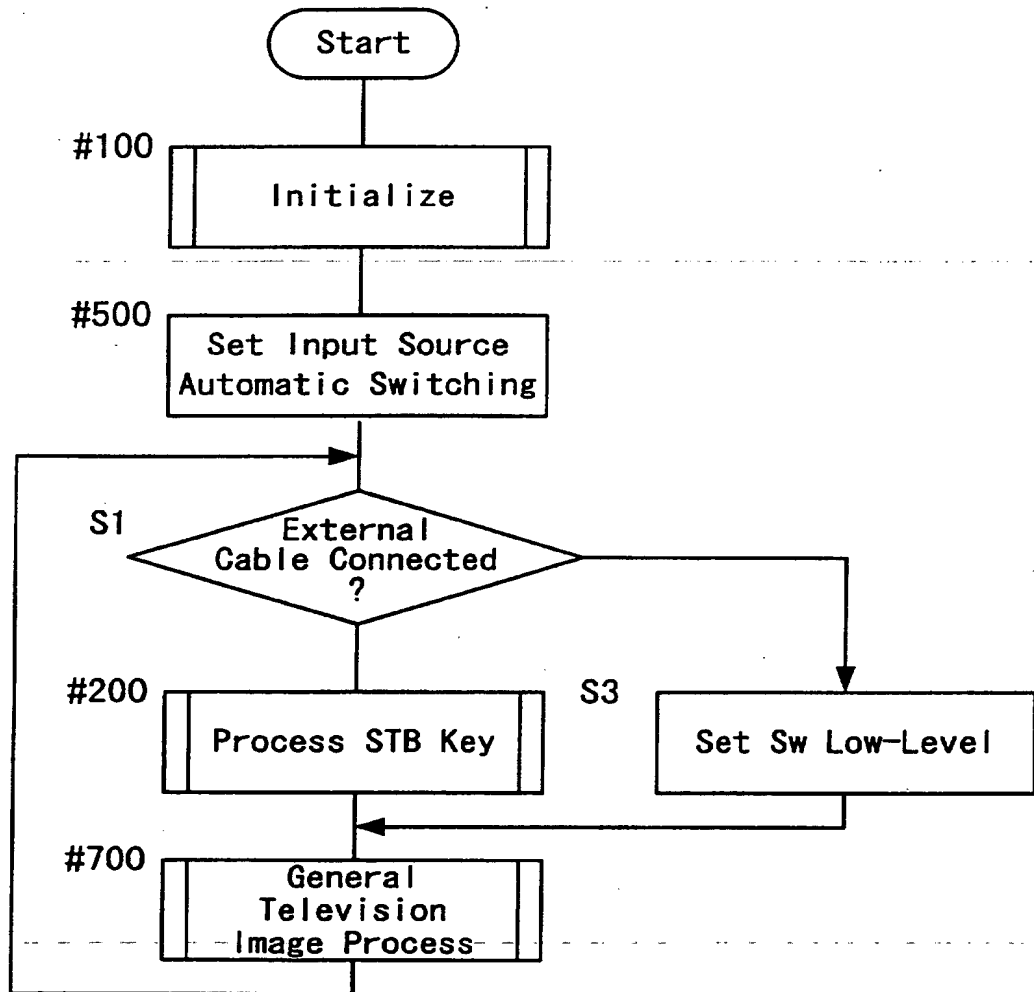 Start
#100
Initialize
#500
Set Input Source
Automatic Switching
S1
External
Cable Connected
?
#200
Process STB Key
S3
Set Sw Low-Level
#700
General
Television
Image Process